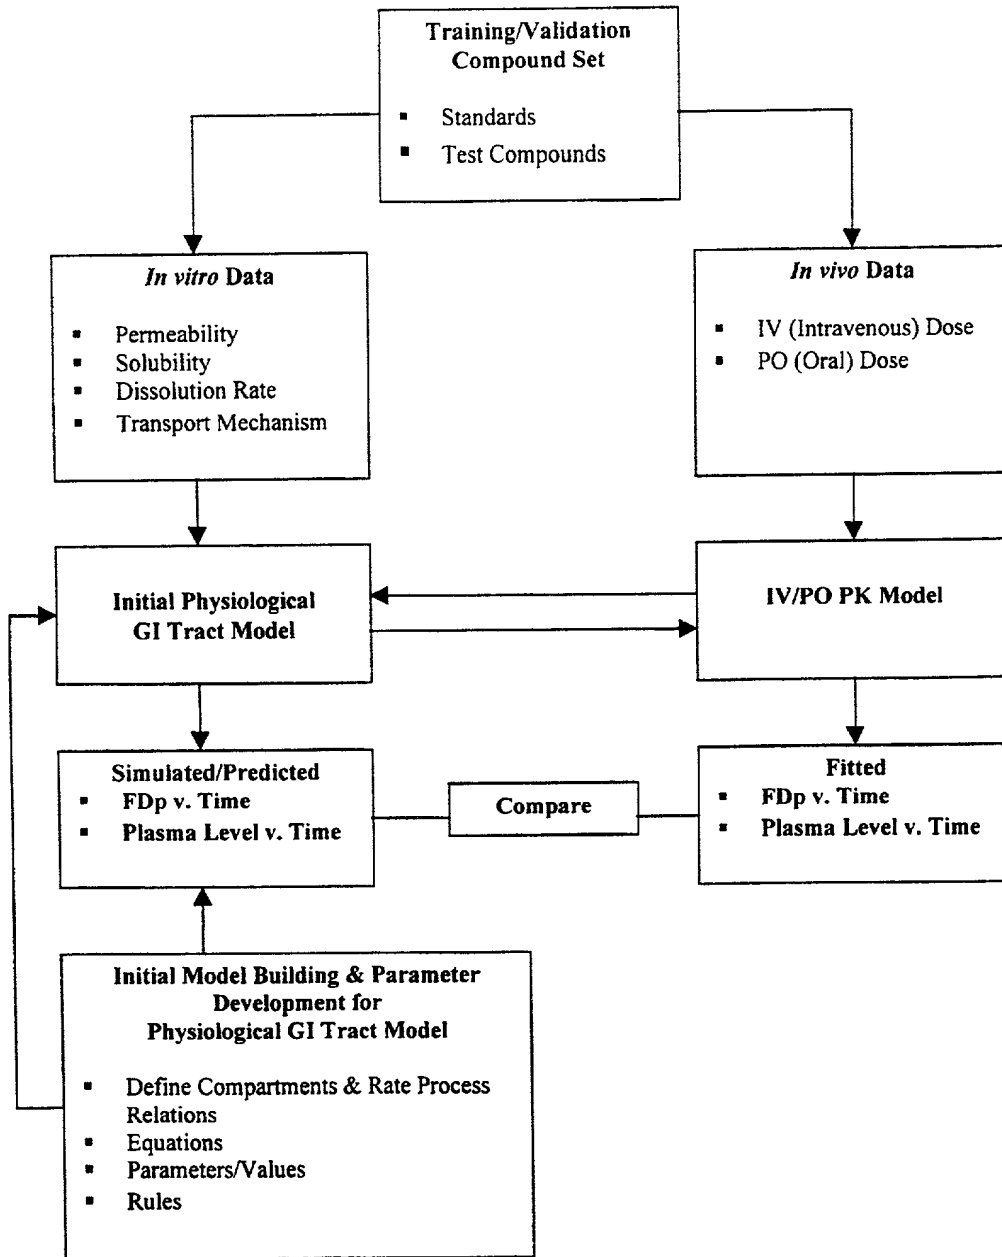 Training/Validation
Compound Set
▪ Standards
▪ Test Compounds
In vitro Data
▪ Permeability
▪ Solubility
▪ Dissolution Rate
▪ Transport Mechanism
In vivo Data
▪ IV (Intravenous) Dose
▪ PO (Oral) Dose
Initial Physiological
GI Tract Model
IV/PO PK Model
Simulated/Predicted
▪ FDp v. Time
▪ Plasma Level v. Time
Compare
Fitted
▪ FDp v. Time
▪ Plasma Level v. Time
Initial Model Building & Parameter
Development for
Physiological GI Tract Model
▪ Define Compartments & Rate Process
Relations
▪ Equations
▪ Parameters/Values
▪ Rules